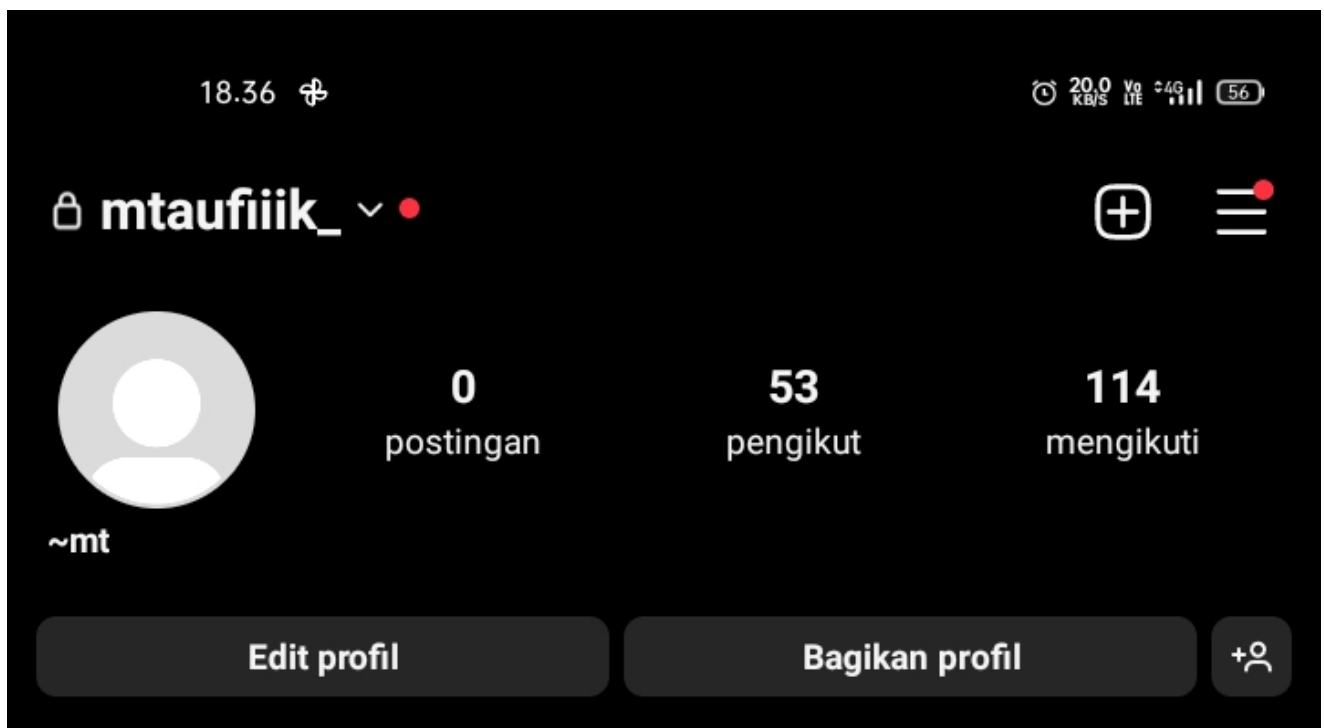 18.36 20.0 KB/S Vo LTE 4G 56
mtaufiiik_
0 53 114
postingan pengikut mengikuti
~mt
Edit profil Bagikan profil